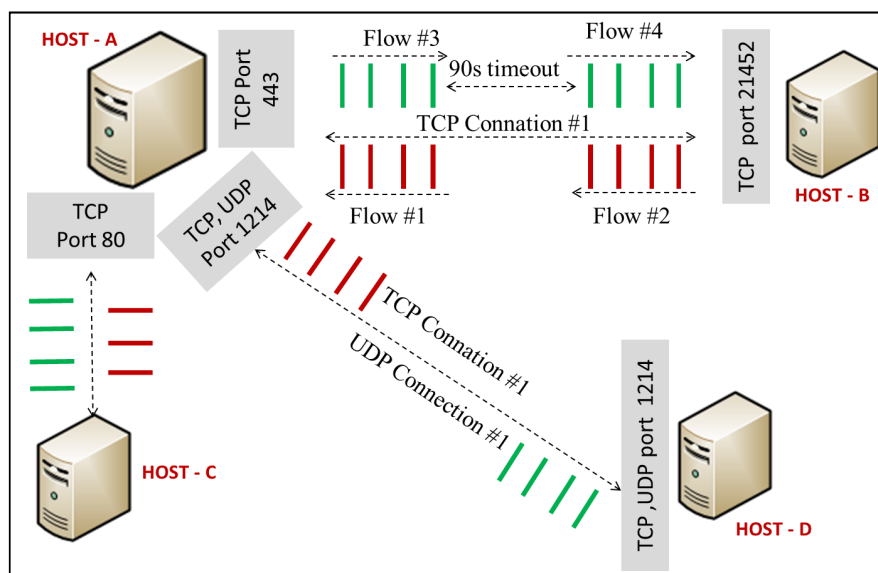 HOST - A
TCP Port
443
Flow #3
Flow #4
90s timeout
TCP Connation #1
Flow #1
Flow #2
TCP port 21452
HOST - B
TCP
Port 80
TCP, UDP
Port 1214
TCP Connation #1
UDP Connection #1
HOST - C
TCP ,UDP port 1214
HOST - D